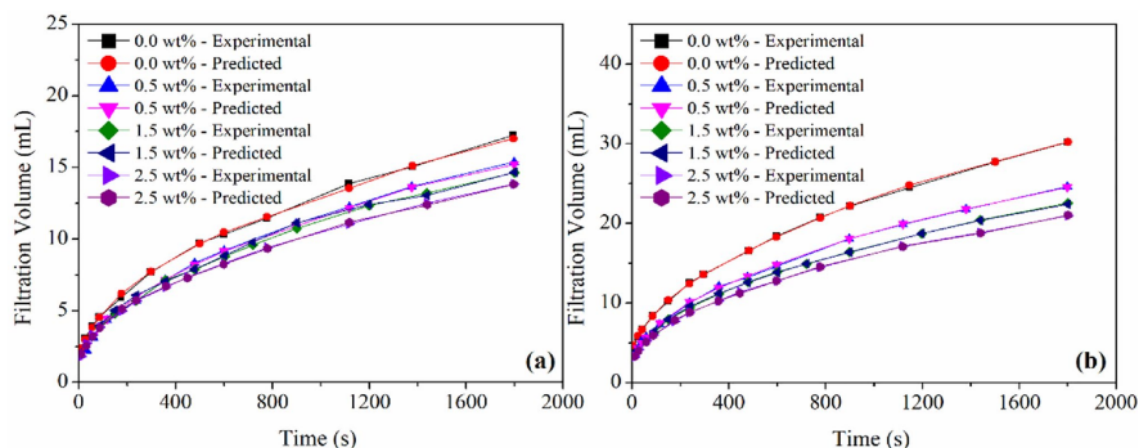 25
20
15
10
5
0
Filtration Volume (mL)
0.0 wt% - Experimental
0.0 wt% - Predicted
0.5 wt% - Experimental
0.5 wt% - Predicted
1.5 wt% - Experimental
1.5 wt% - Predicted
2.5 wt% - Experimental
2.5 wt% - Predicted
(a)
0 400 800 1200 1600 2000
Time (s)
40
30
20
10
0
Filtration Volume (mL)
0.0 wt% - Experimental
0.0 wt% - Predicted
0.5 wt% - Experimental
0.5 wt% - Predicted
1.5 wt% - Experimental
1.5 wt% - Predicted
2.5 wt% - Experimental
2.5 wt% - Predicted
(b)
0 400 800 1200 1600 2000
Time (s)